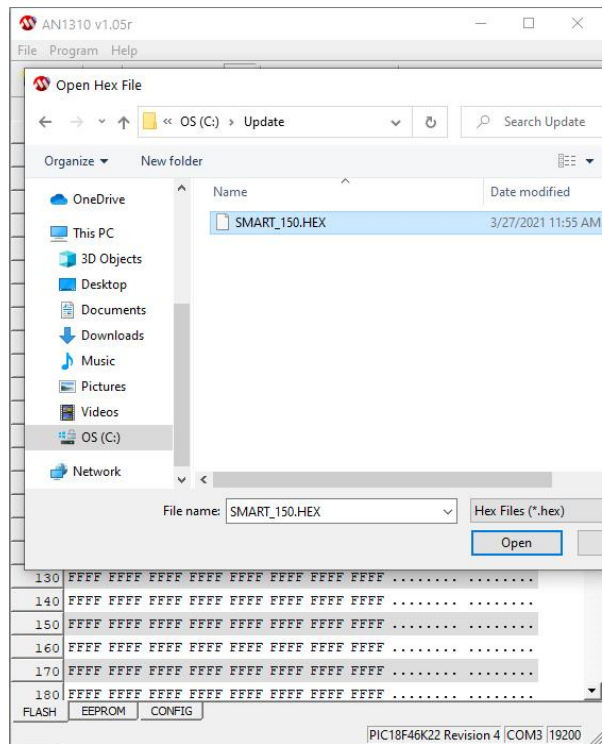 AN1310 v1.05r
File Program Help
Open Hex File
« OS (C:) › Update
Search Update
Organize
New folder
Name
Date modified
OneDrive
This PC
3D Objects
Desktop
Documents
Downloads
Music
Pictures
Videos
OS (C:)
Network
SMART_150.HEX 3/27/2021 11:55 AM
File name: SMART_150.HEX
Hex Files (*.hex)
Open
130 FFFF FFFF FFFF FFFF FFFF FFFF FFFF FFFF ........ ........
140 FFFF FFFF FFFF FFFF FFFF FFFF FFFF FFFF ........ ........
150 FFFF FFFF FFFF FFFF FFFF FFFF FFFF FFFF ........ ........
160 FFFF FFFF FFFF FFFF FFFF FFFF FFFF FFFF ........ ........
170 FFFF FFFF FFFF FFFF FFFF FFFF FFFF FFFF ........ ........
180 FFFF FFFF FFFF FFFF FFFF FFFF FFFF FFFF ........ ........
FLASH EEPROM CONFIG
PIC18F46K22 Revision 4 COM3 19200